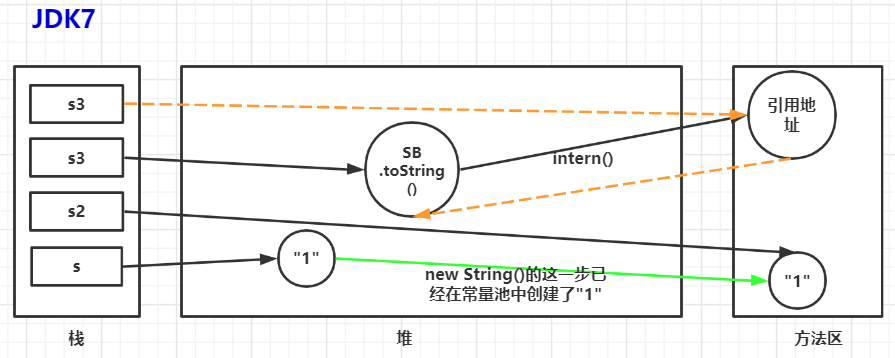 JDK7
s3
s3
s2
s
SB
.toString
()
"1"
intern()
new String()的这一步已
经在常量池中创建了"1"
引用地
址
"1"
栈
堆
方法区